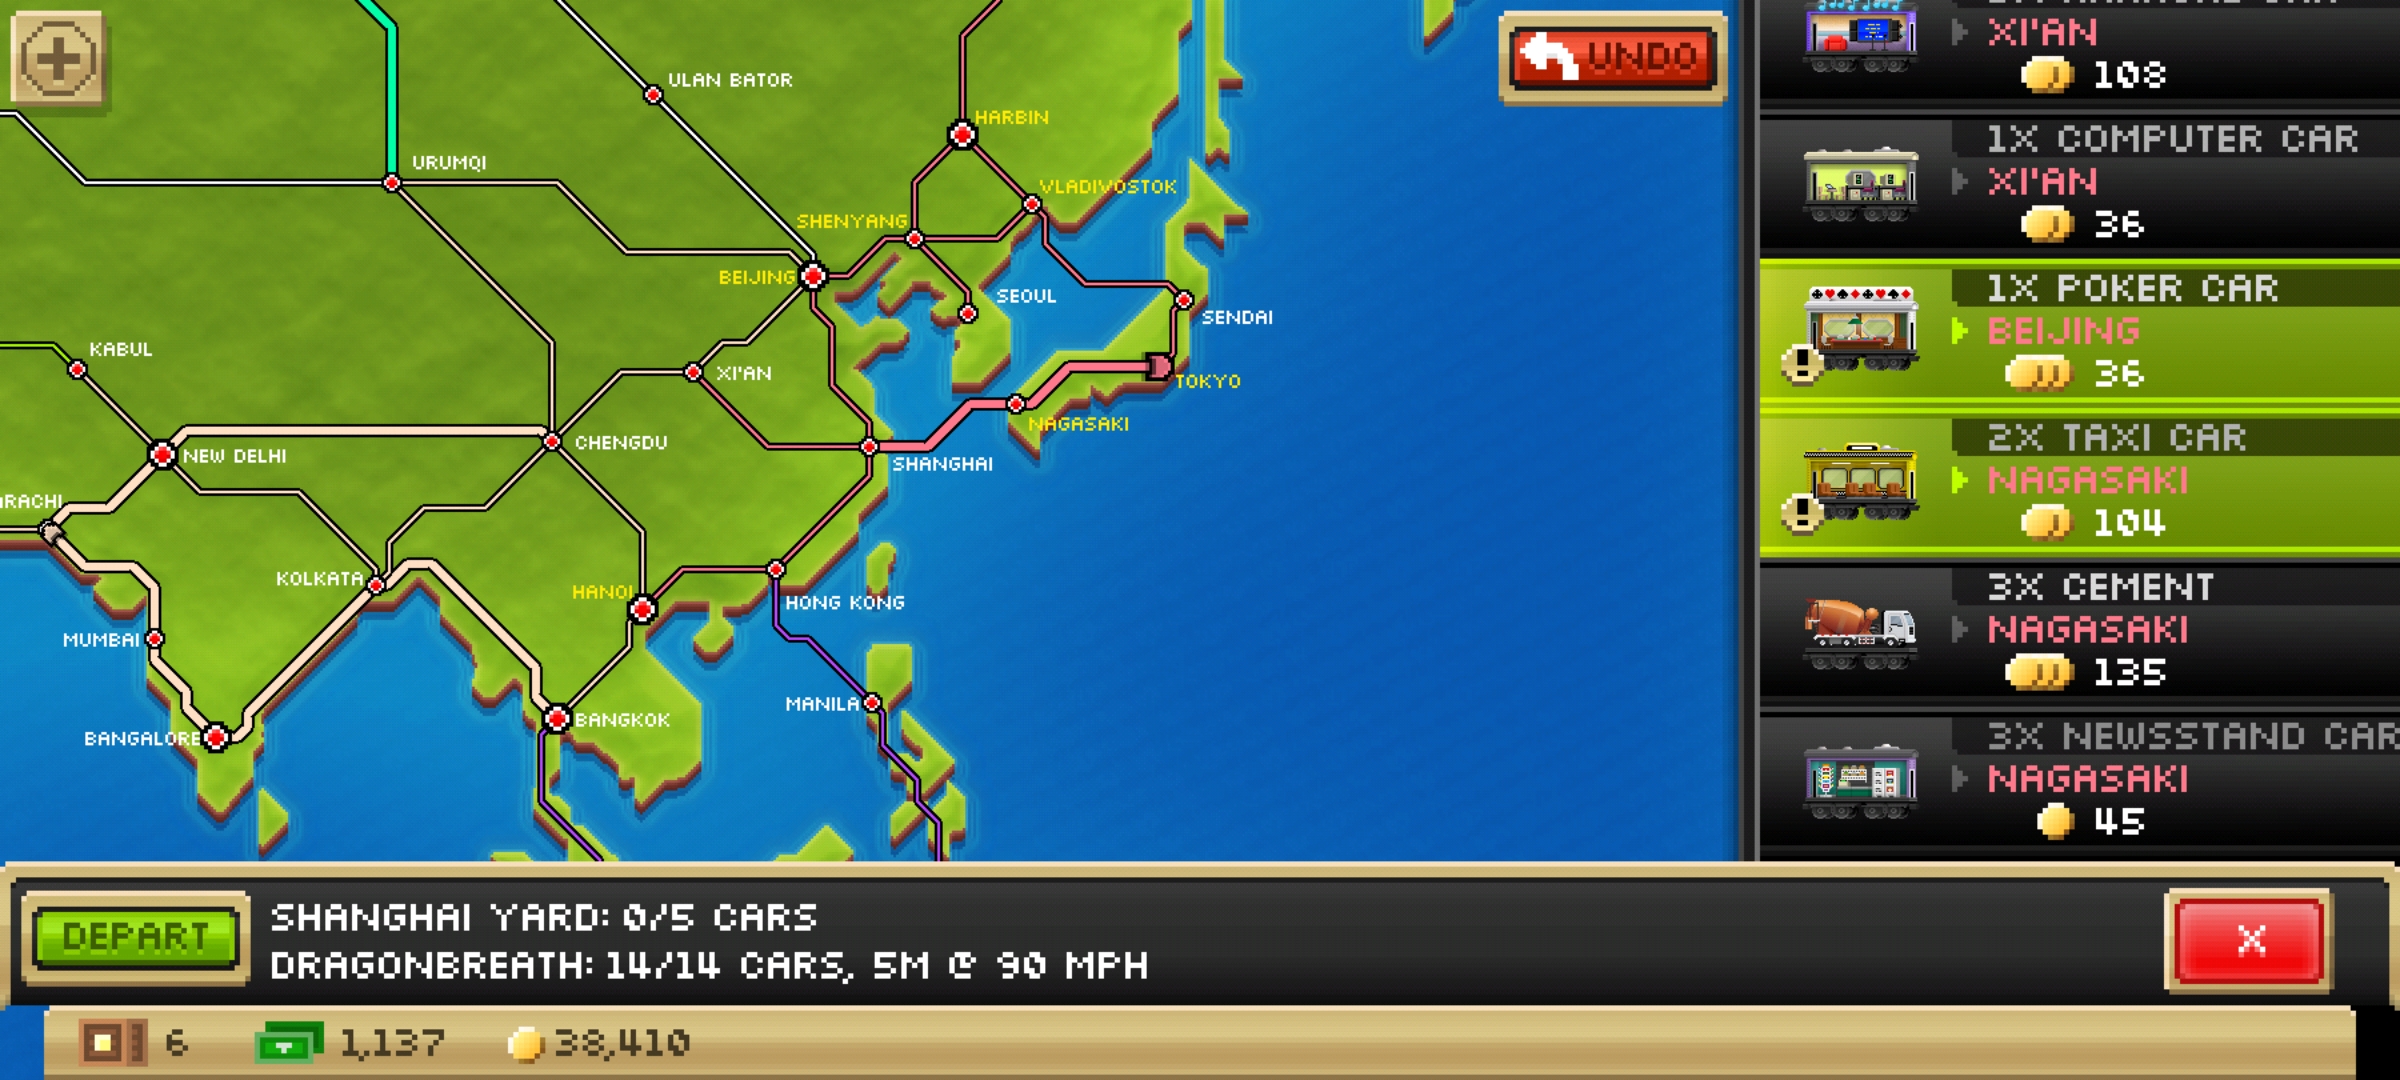 ULAN BATOR
UNDO
HARBIN
URUMQI
VLADIVOSTOK
SHENYANG
BEIJING
SEOUL
SENDAI
KABUL
XI'AN
TOKYO
NAGASAKI
CHENGDU
NEW DELHI
SHANGHAI
RACHI
KOLKATA
HANOI
HONG KONG
MUMBAI
MANILA
BANGKOK
BANGALORE
XI'AN
108
1X COMPUTER CAR
XI'AN
36
1X POKER CAR
BEIJING
36
2X TAXI CAR
NAGASAKI
104
3X CEMENT
NAGASAKI
135
3X NEWSSTAND CAR
NAGASAKI
45
DEPART
SHANGHAI YARD: 0/5 CARS
DRAGONBREATH: 14/14 CARS, 5M @ 90 MPH
X
6
1,137
38,410